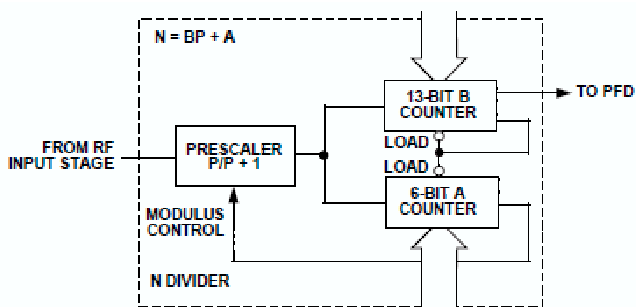 N = BP + A
13-BIT B
COUNTER
TO PFD
LOAD
LOAD
FROM RF
INPUT STAGE
PRESCALER
P/P + 1
6-BIT A
COUNTER
MODULUS
CONTROL
N DIVIDER